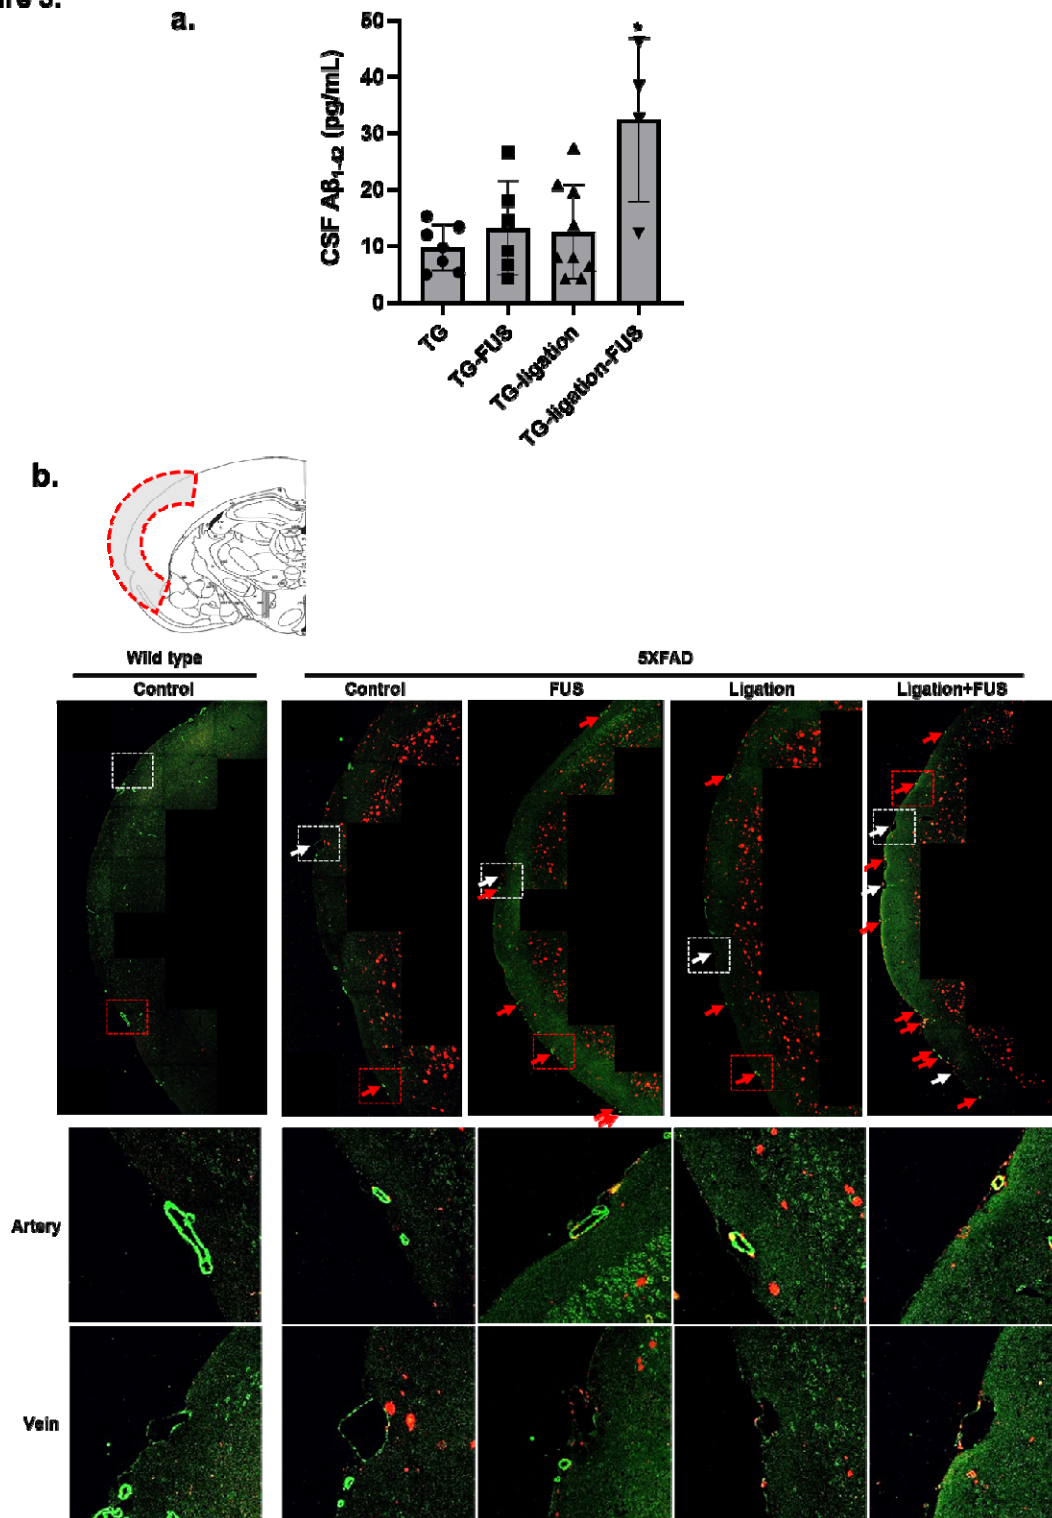 a.
CSF Aβ1-42 (pg/mL)
50
40
30
20
10
0
*
TG
TG-FUS
TG-ligation
TG-ligation-FUS
b.
Wild type
5XFAD
Control
Control
FUS
Ligation
Ligation+FUS
Artery
Vein